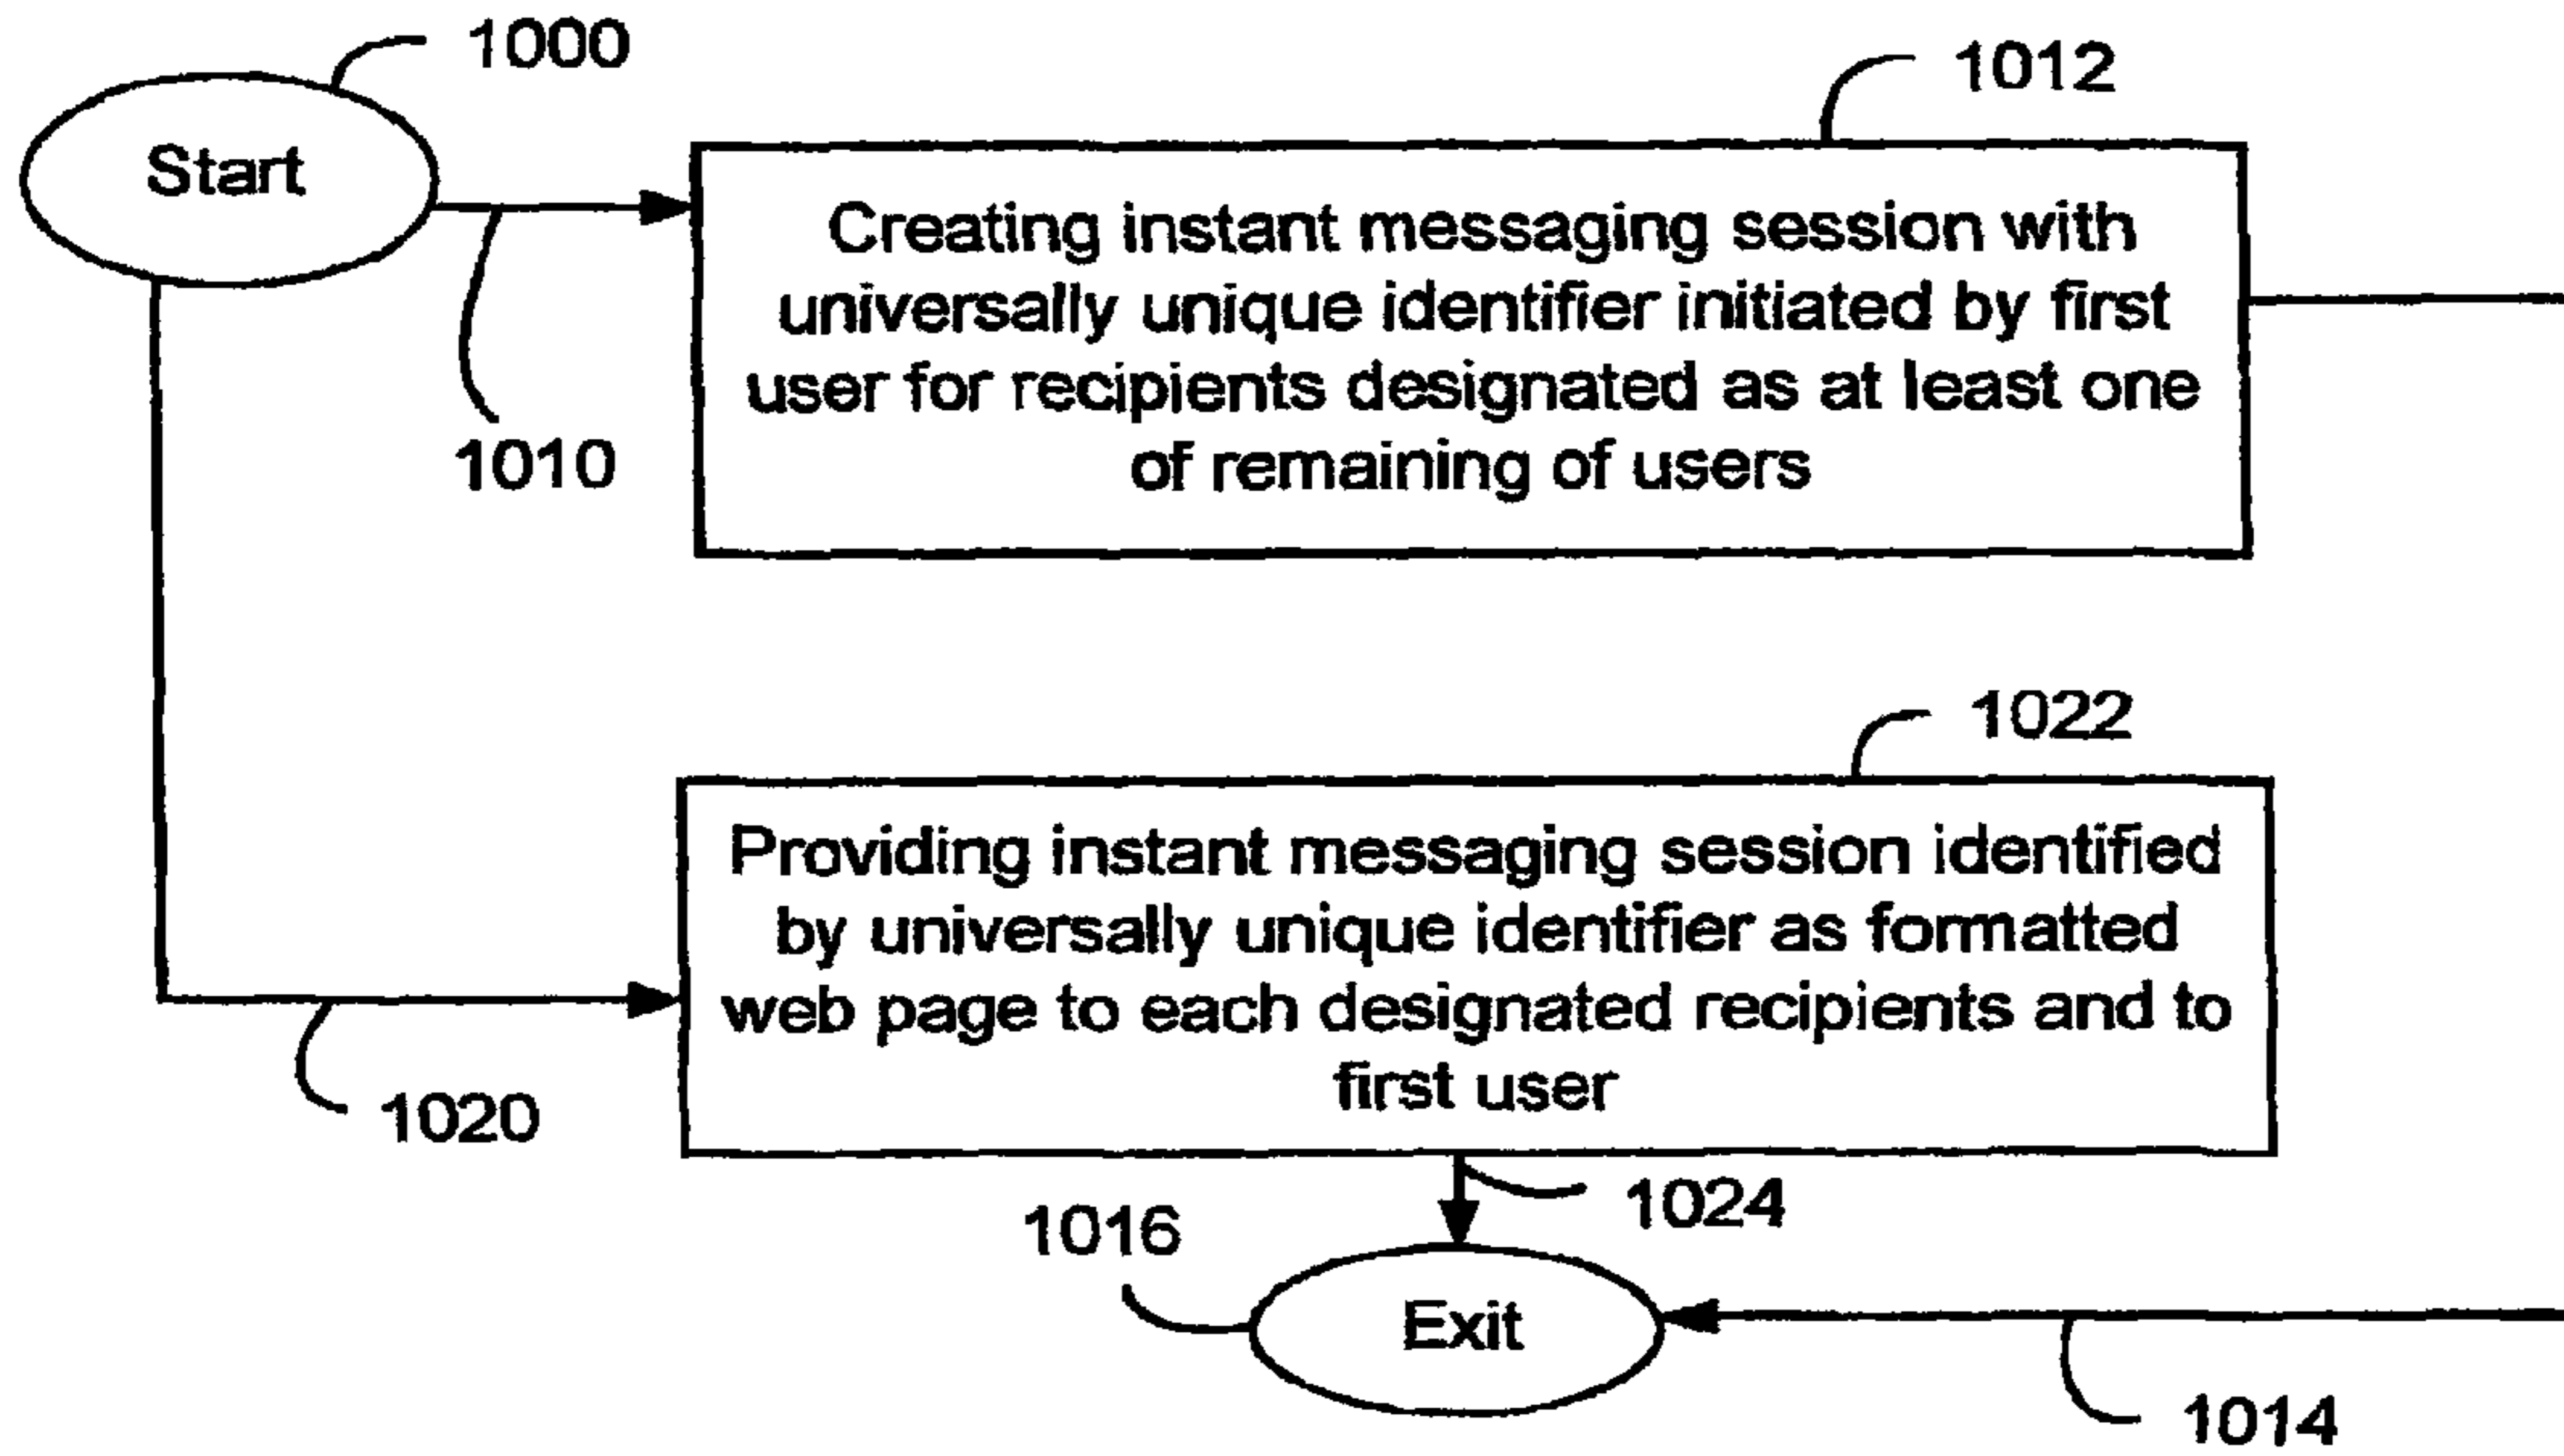 1000
Start
1012
Creating instant messaging session with
universally unique identifier initiated by first
user for recipients designated as at least one
of remaining of users
1010
1022
Providing instant messaging session identified
by universally unique identifier as formatted
web page to each designated recipients and to
first user
1020
1024
1016
Exit
1014